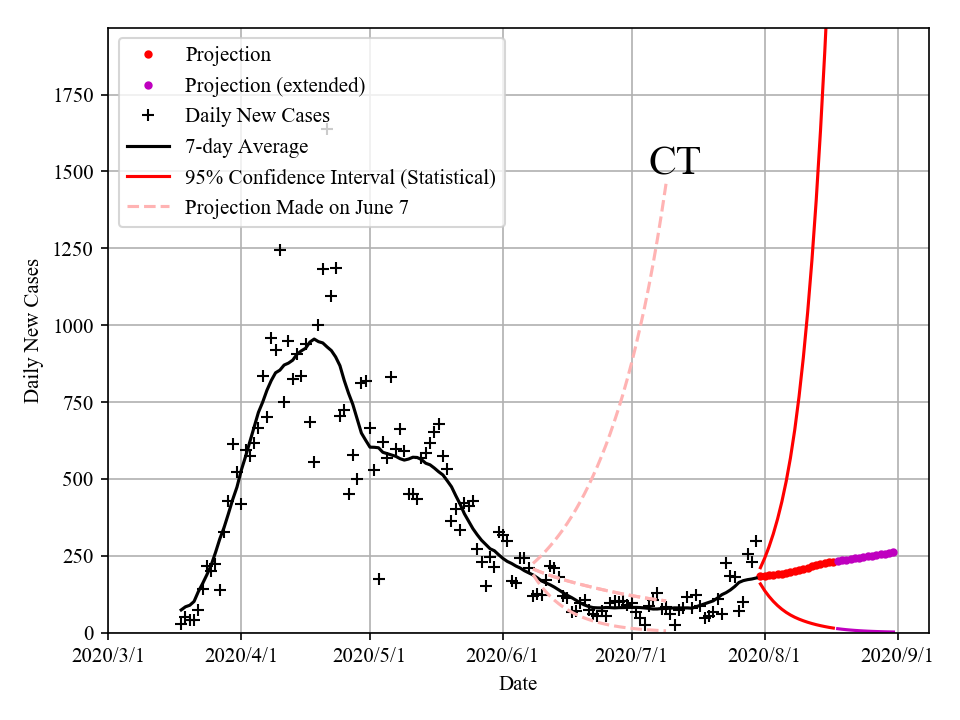 Projection
Projection (extended)
Daily New Cases
7-day Average
95% Confidence Interval (Statistical)
Projection Made on June 7
CT
1750
1500
1250
1000
750
500
250
0
Daily New Cases
2020/3/1 2020/4/1 2020/5/1 2020/6/1 2020/7/1 2020/8/1 2020/9/1
Date